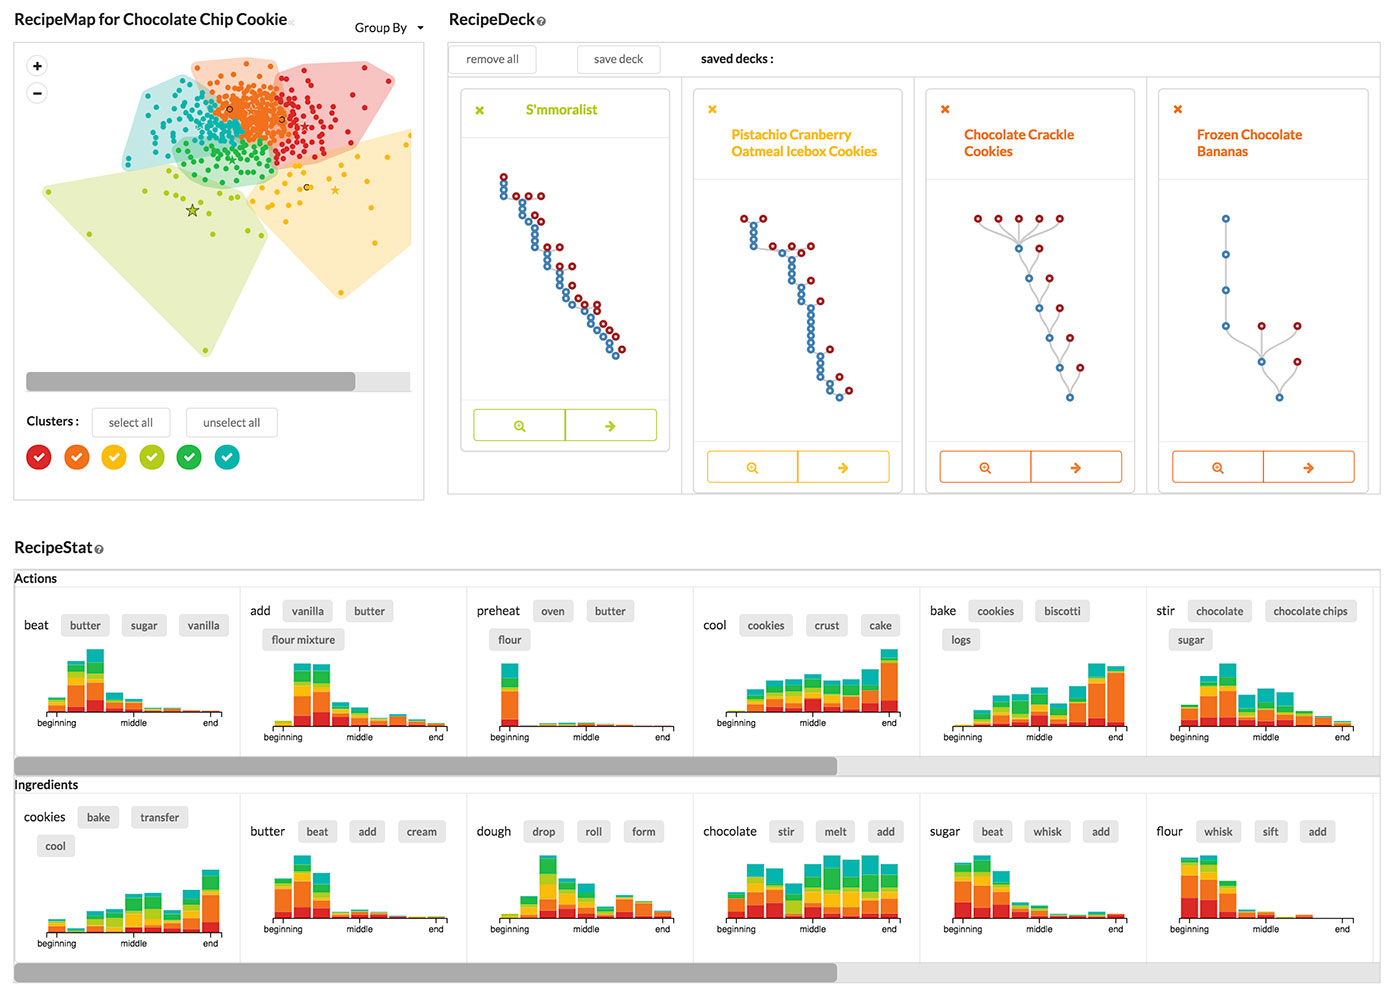 RecipeMap for Chocolate Chip Cookie
Group By
RecipeDeck
remove all
save deck
saved decks :
S'mmoralist
Pistachio Cranberry
Oatmeal Icebox Cookies
Chocolate Crackle
Cookies
Frozen Chocolate
Bananas
Clusters :
select all
unselect all
RecipeStat
Actions
beat butter sugar vanilla
beginning middle end
add vanilla butter
flour mixture
beginning middle end
preheat oven butter
flour
beginning middle end
cool cookies crust cake
beginning middle end
bake cookies biscotti
logs
beginning middle end
stir chocolate chocolate chips
sugar
beginning middle end
Ingredients
cookies bake transfer
cool
beginning middle end
butter beat add cream
beginning middle end
dough drop roll form
beginning middle end
chocolate stir melt add
beginning middle end
sugar beat whisk add
beginning middle end
flour whisk sift add
beginning middle end